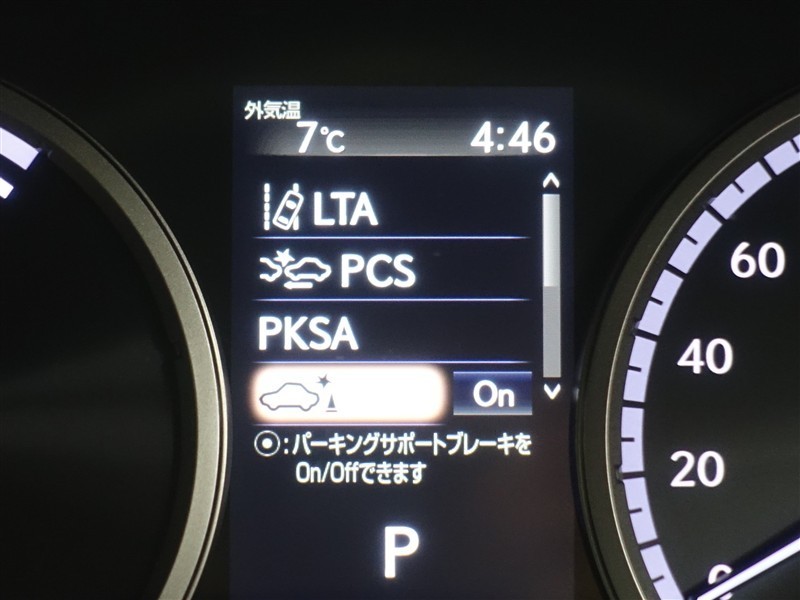 外気温
7℃ 4:46
LTA
PCS
PKSA
On
⦿:パーキングサポートブレーキを
On/Offできます
P
60
40
20
0